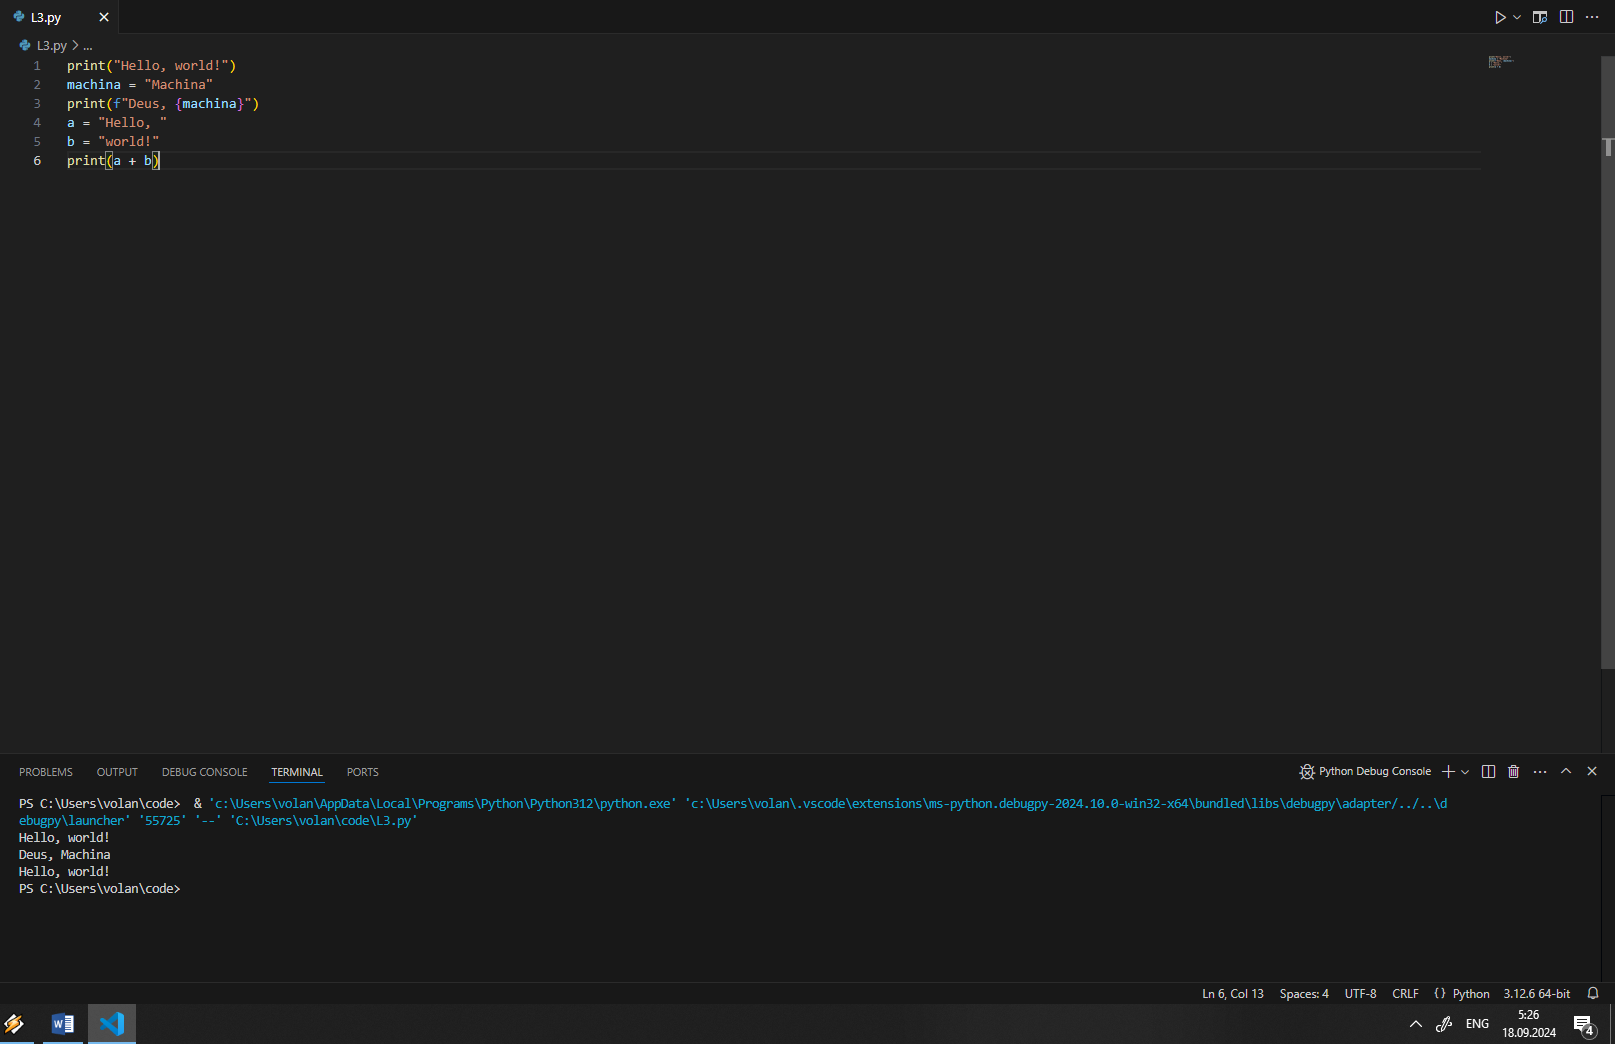 L3.py
L3.py > ...
1 print("Hello, world!")
2 machina = "Machina"
3 print(f"Deus, {machina}")
4 a = "Hello, "
5 b = "world!"
6 print(a + b)
PROBLEMS OUTPUT DEBUG CONSOLE TERMINAL PORTS Python Debug Console
PS C:\Users\volan\code>  & 'c:\Users\volan\AppData\Local\Programs\Python\Python312\python.exe' 'c:\Users\volan\.vscode\extensions\ms-python.debugpy-2024.10.0-win32-x64\bundled\libs\debugpy\adapter/../..\d
ebugpy\launcher' '55725' '--' 'C:\Users\volan\code\L3.py'
Hello, world!
Deus, Machina
Hello, world!
PS C:\Users\volan\code>
Ln 6, Col 13 Spaces: 4 UTF-8 CRLF {} Python 3.12.6 64-bit
W ENG 5:26
18.09.2024 4